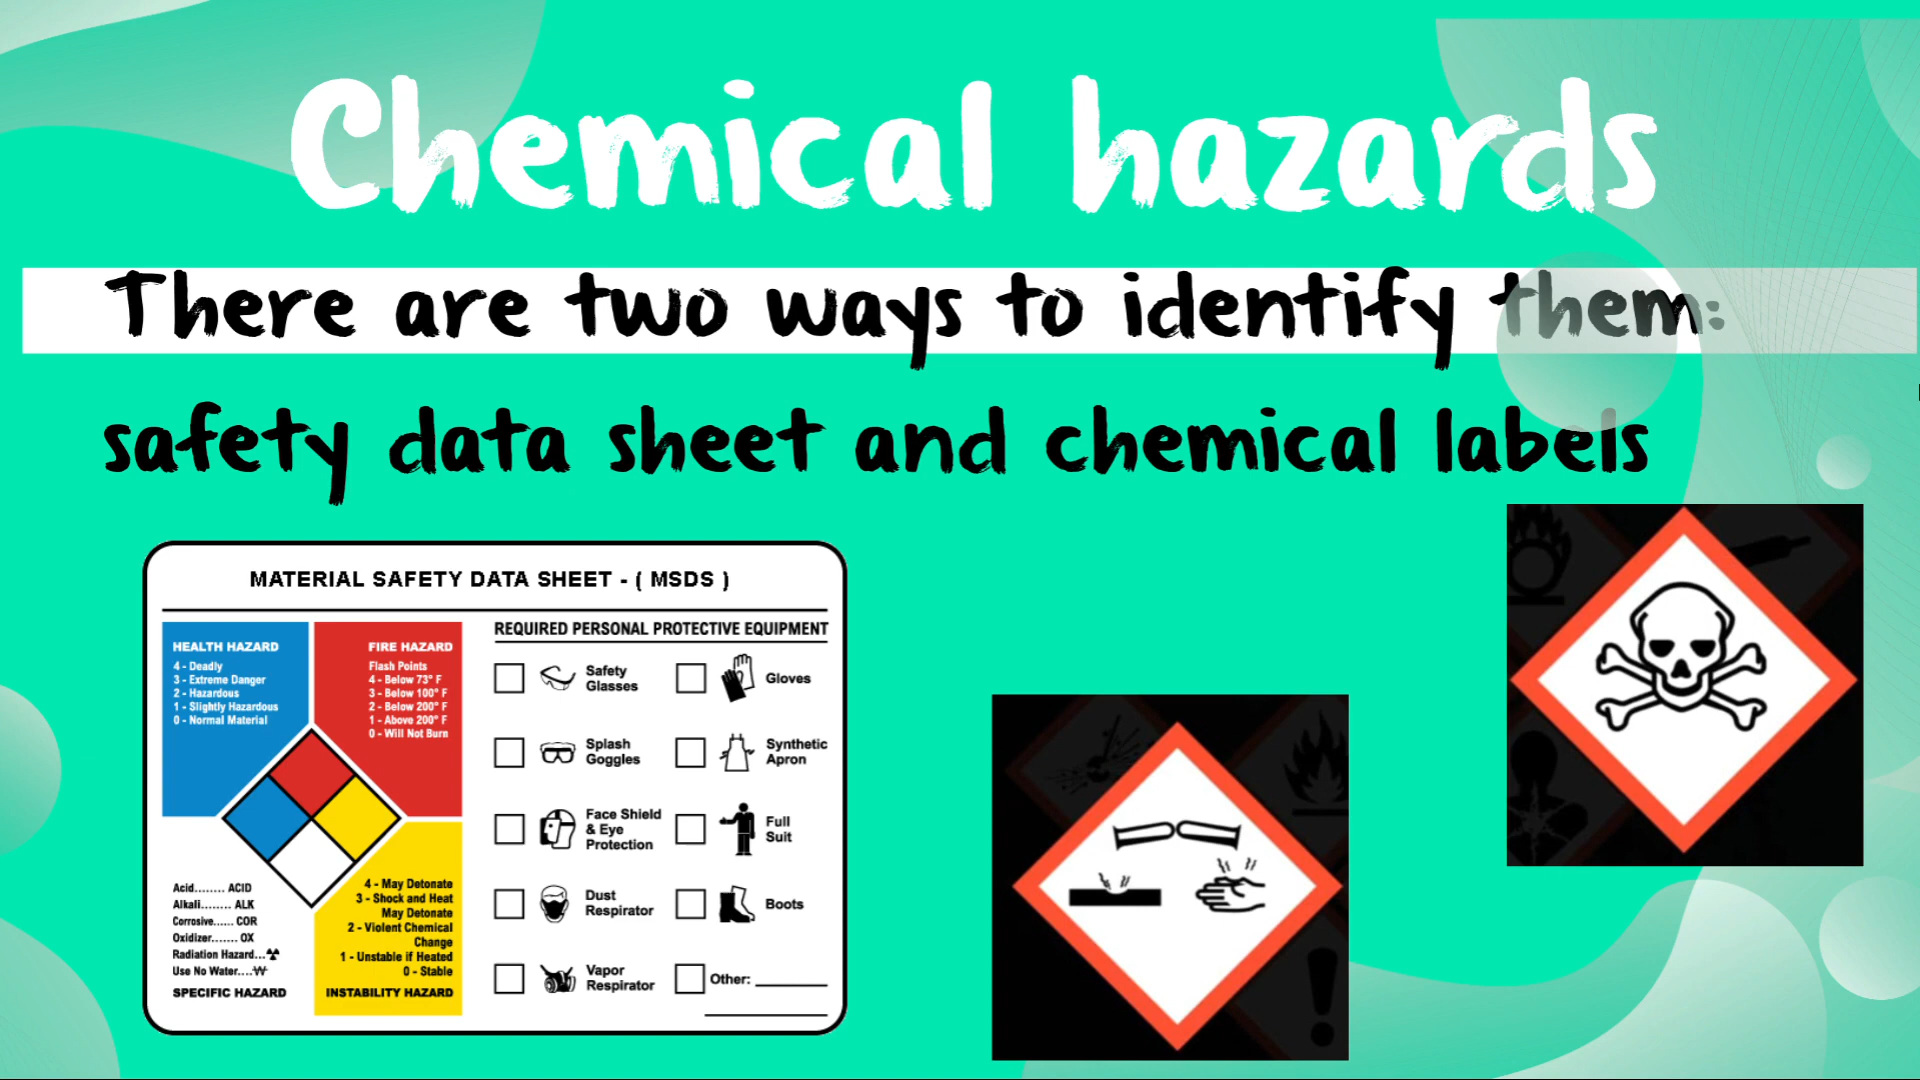 Chemical hazards
There are two ways to identify them:
safety data sheet and chemical labels
MATERIAL SAFETY DATA SHEET - ( MSDS )
HEALTH HAZARD
4 - Deadly
3 - Extreme Danger
2 - Hazardous
1 - Slightly Hazardous
0 - Normal Material
FIRE HAZARD
Flash Points
4 - Below 73° F
3 - Below 100° F
2 - Below 200° F
1 - Above 200° F
0 - Will Not Burn
Acid........ ACID
Alkali........ ALK
Corrosive...... COR
Oxidizer....... OX
Radiation Hazard...
Use No Water....W
SPECIFIC HAZARD
4 - May Detonate
3 - Shock and Heat
May Detonate
2 - Violent Chemical
Change
1 - Unstable if Heated
0 - Stable
INSTABILITY HAZARD
REQUIRED PERSONAL PROTECTIVE EQUIPMENT
Safety
Glasses
Gloves
Splash
Goggles
Synthetic
Apron
Face Shield
& Eye
Protection
Full
Suit
Dust
Respirator
Boots
Vapor
Respirator
Other: